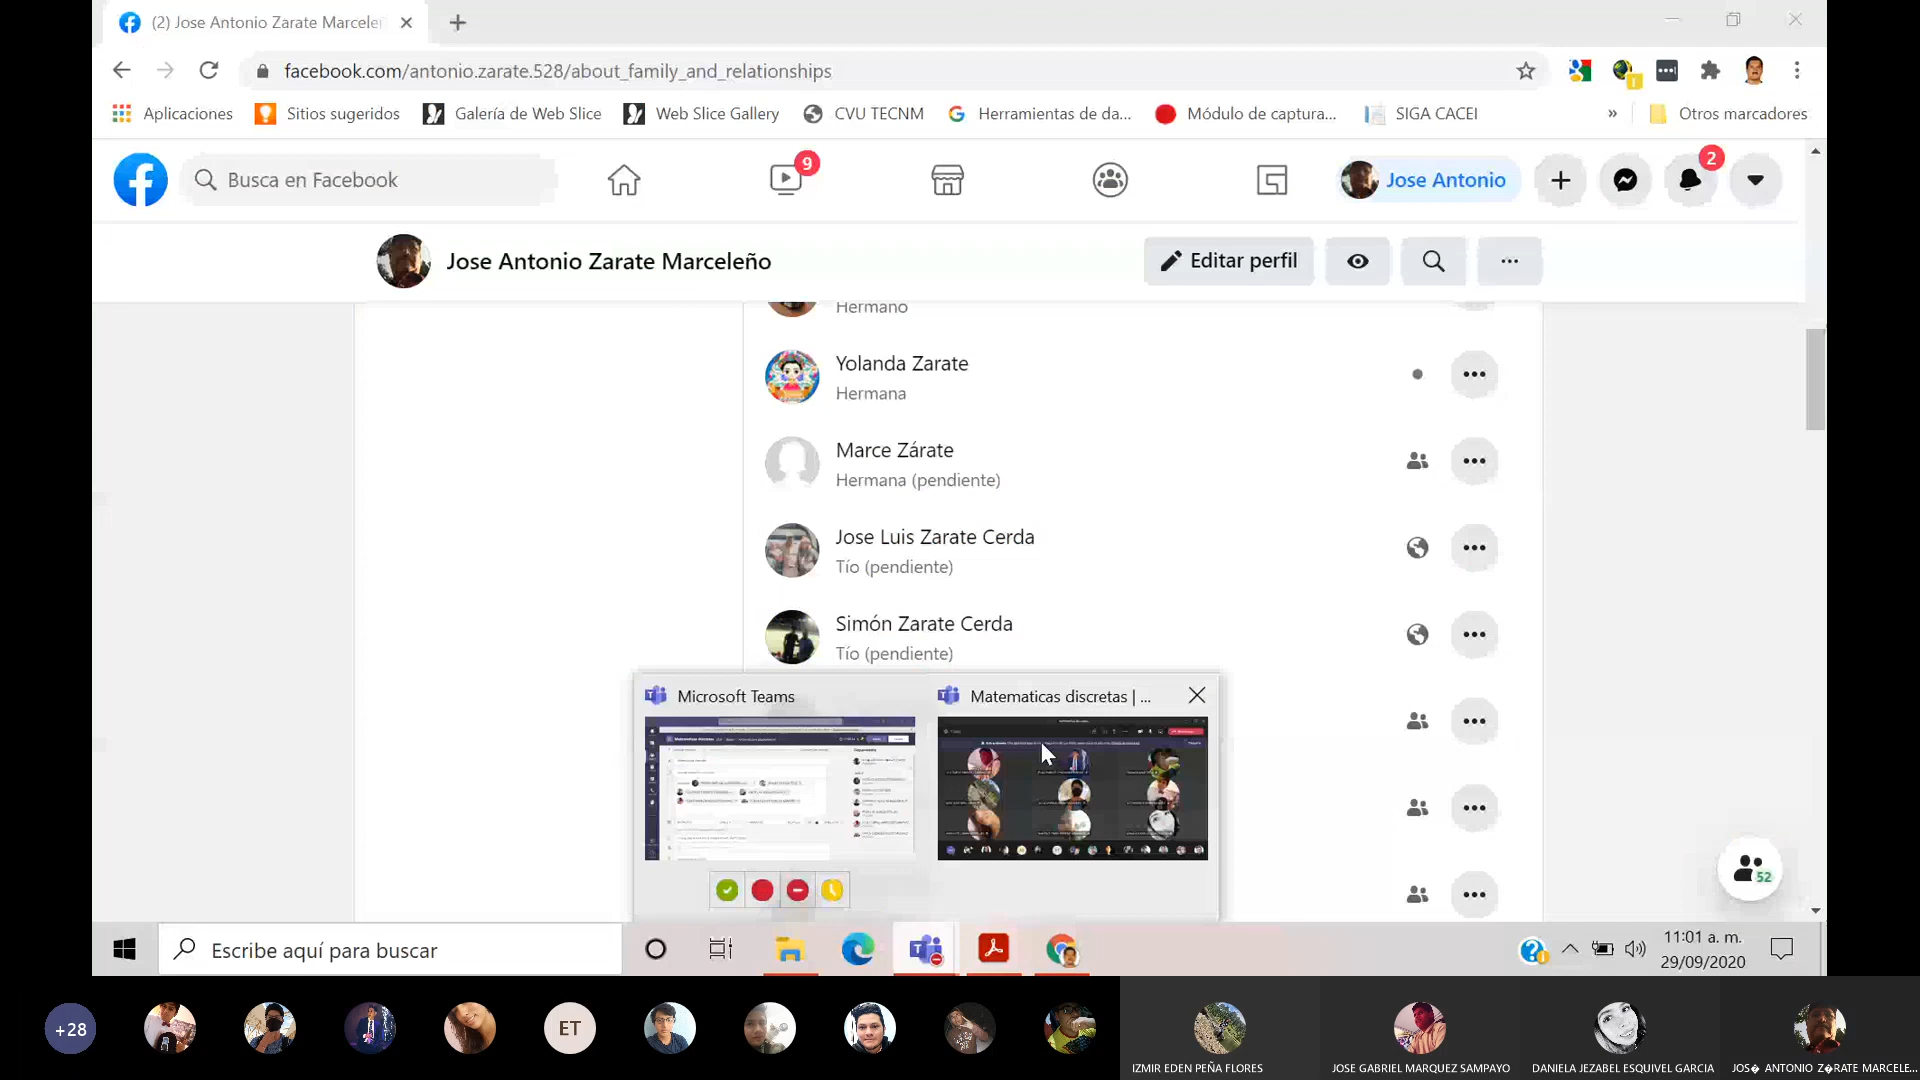 (2) Jose Antonio Zarate Marceler
facebook.com/antonio.zarate.528/about_family_and_relationships
Aplicaciones
Sitios sugeridos
Galería de Web Slice
Web Slice Gallery
CVU TECNM
Herramientas de da...
Módulo de captura...
SIGA CACEI
»
Otros marcadores
Busca en Facebook
9
Jose Antonio
2
Jose Antonio Zarate Marceleño
Editar perfil
Hermano
Yolanda Zarate
Hermana
Marce Zárate
Hermana (pendiente)
Jose Luis Zarate Cerda
Tío (pendiente)
Simón Zarate Cerda
Tío (pendiente)
Microsoft Teams
Matematicas discretas | ...
52
Escribe aquí para buscar
11:01 a. m.
29/09/2020
+28
ET
IZMIR EDEN PEÑA FLORES
JOSE GABRIEL MARQUEZ SAMPAYO
DANIELA JEZABEL ESQUIVEL GARCIA
JOS� ANTONIO Z�RATE MARCELE...